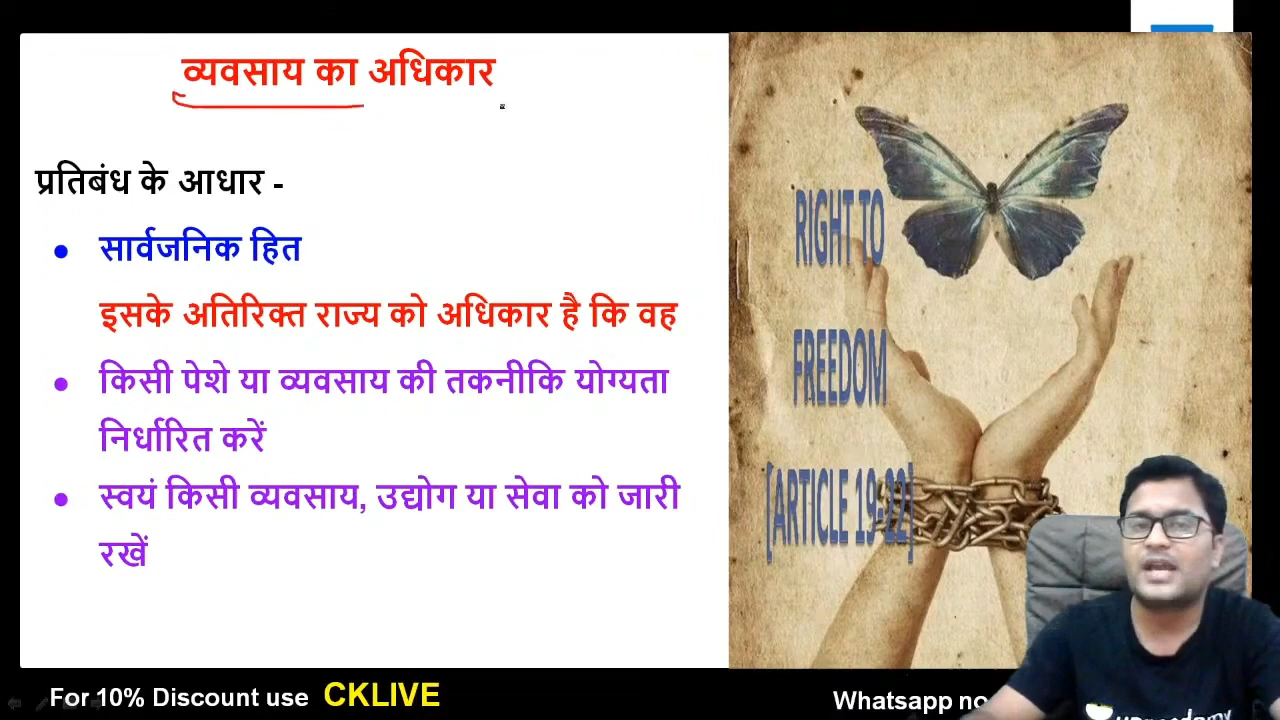 व्यवसाय का अधिकार
प्रतिबंध के आधार -
● सार्वजनिक हित
इसके अतिरिक्त राज्य को अधिकार है कि वह
● किसी पेशे या व्यवसाय की तकनीकि योग्यता
निर्धारित करें
● स्वयं किसी व्यवसाय, उद्योग या सेवा को जारी
रखें
RIGHT TO
FREEDOM
[ARTICLE 19-22]
For 10% Discount use CKLIVE
Whatsapp no